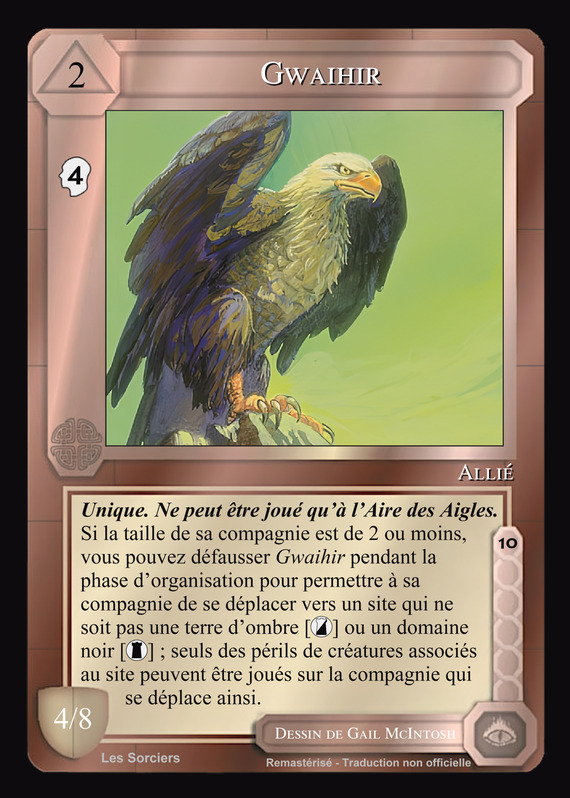 2
GWAIHIR
4
ALLIÉ
Unique. Ne peut être joué qu'à l'Aire des Aigles.
Si la taille de sa compagnie est de 2 ou moins,
vous pouvez défausser Gwaihir pendant la
phase d'organisation pour permettre à sa
compagnie de se déplacer vers un site qui ne
soit pas une terre d'ombre [] ou un domaine
noir [] ; seuls des périls de créatures associés
au site peuvent être joués sur la compagnie qui
se déplace ainsi.
10
4/8
DESSIN DE GAIL MCINTOSH
Les Sorciers
Remastérisé - Traduction non officielle